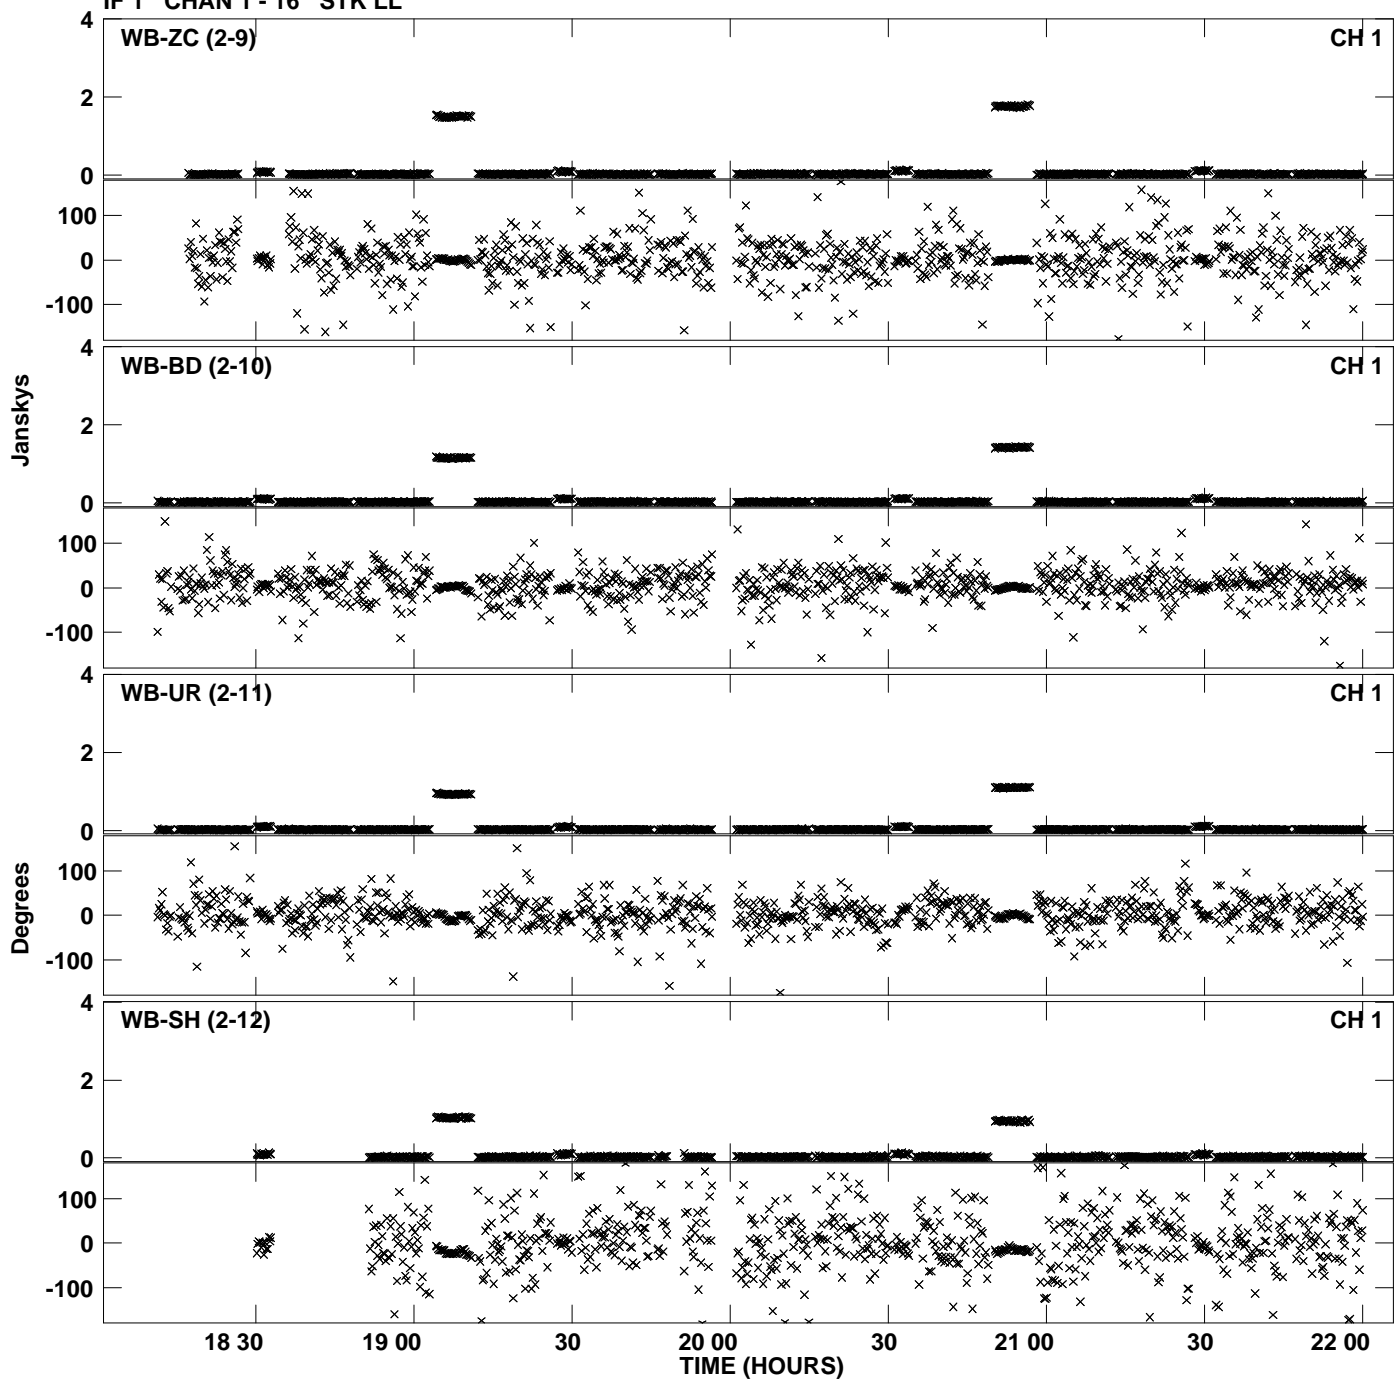 IF 1 CHAN 1 - 16 STK LL
4
WB-ZC (2-9) CH 1
2
0
100
0
-100
4
WB-BD (2-10) CH 1
Janskys
2
0
100
0
-100
4
WB-UR (2-11) CH 1
2
0
100
0
Degrees
-100
4
WB-SH (2-12) CH 1
2
0
100
0
-100
18 30 19 00 30 20 00 30 21 00 30 22 00
TIME (HOURS)